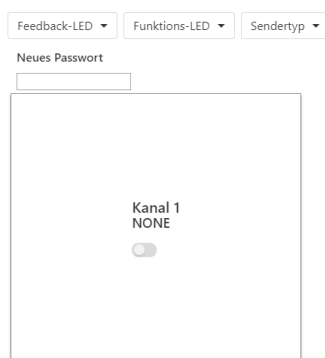 Feedback-LED Funktions-LED Sendertyp
Neues Passwort
Kanal 1
NONE